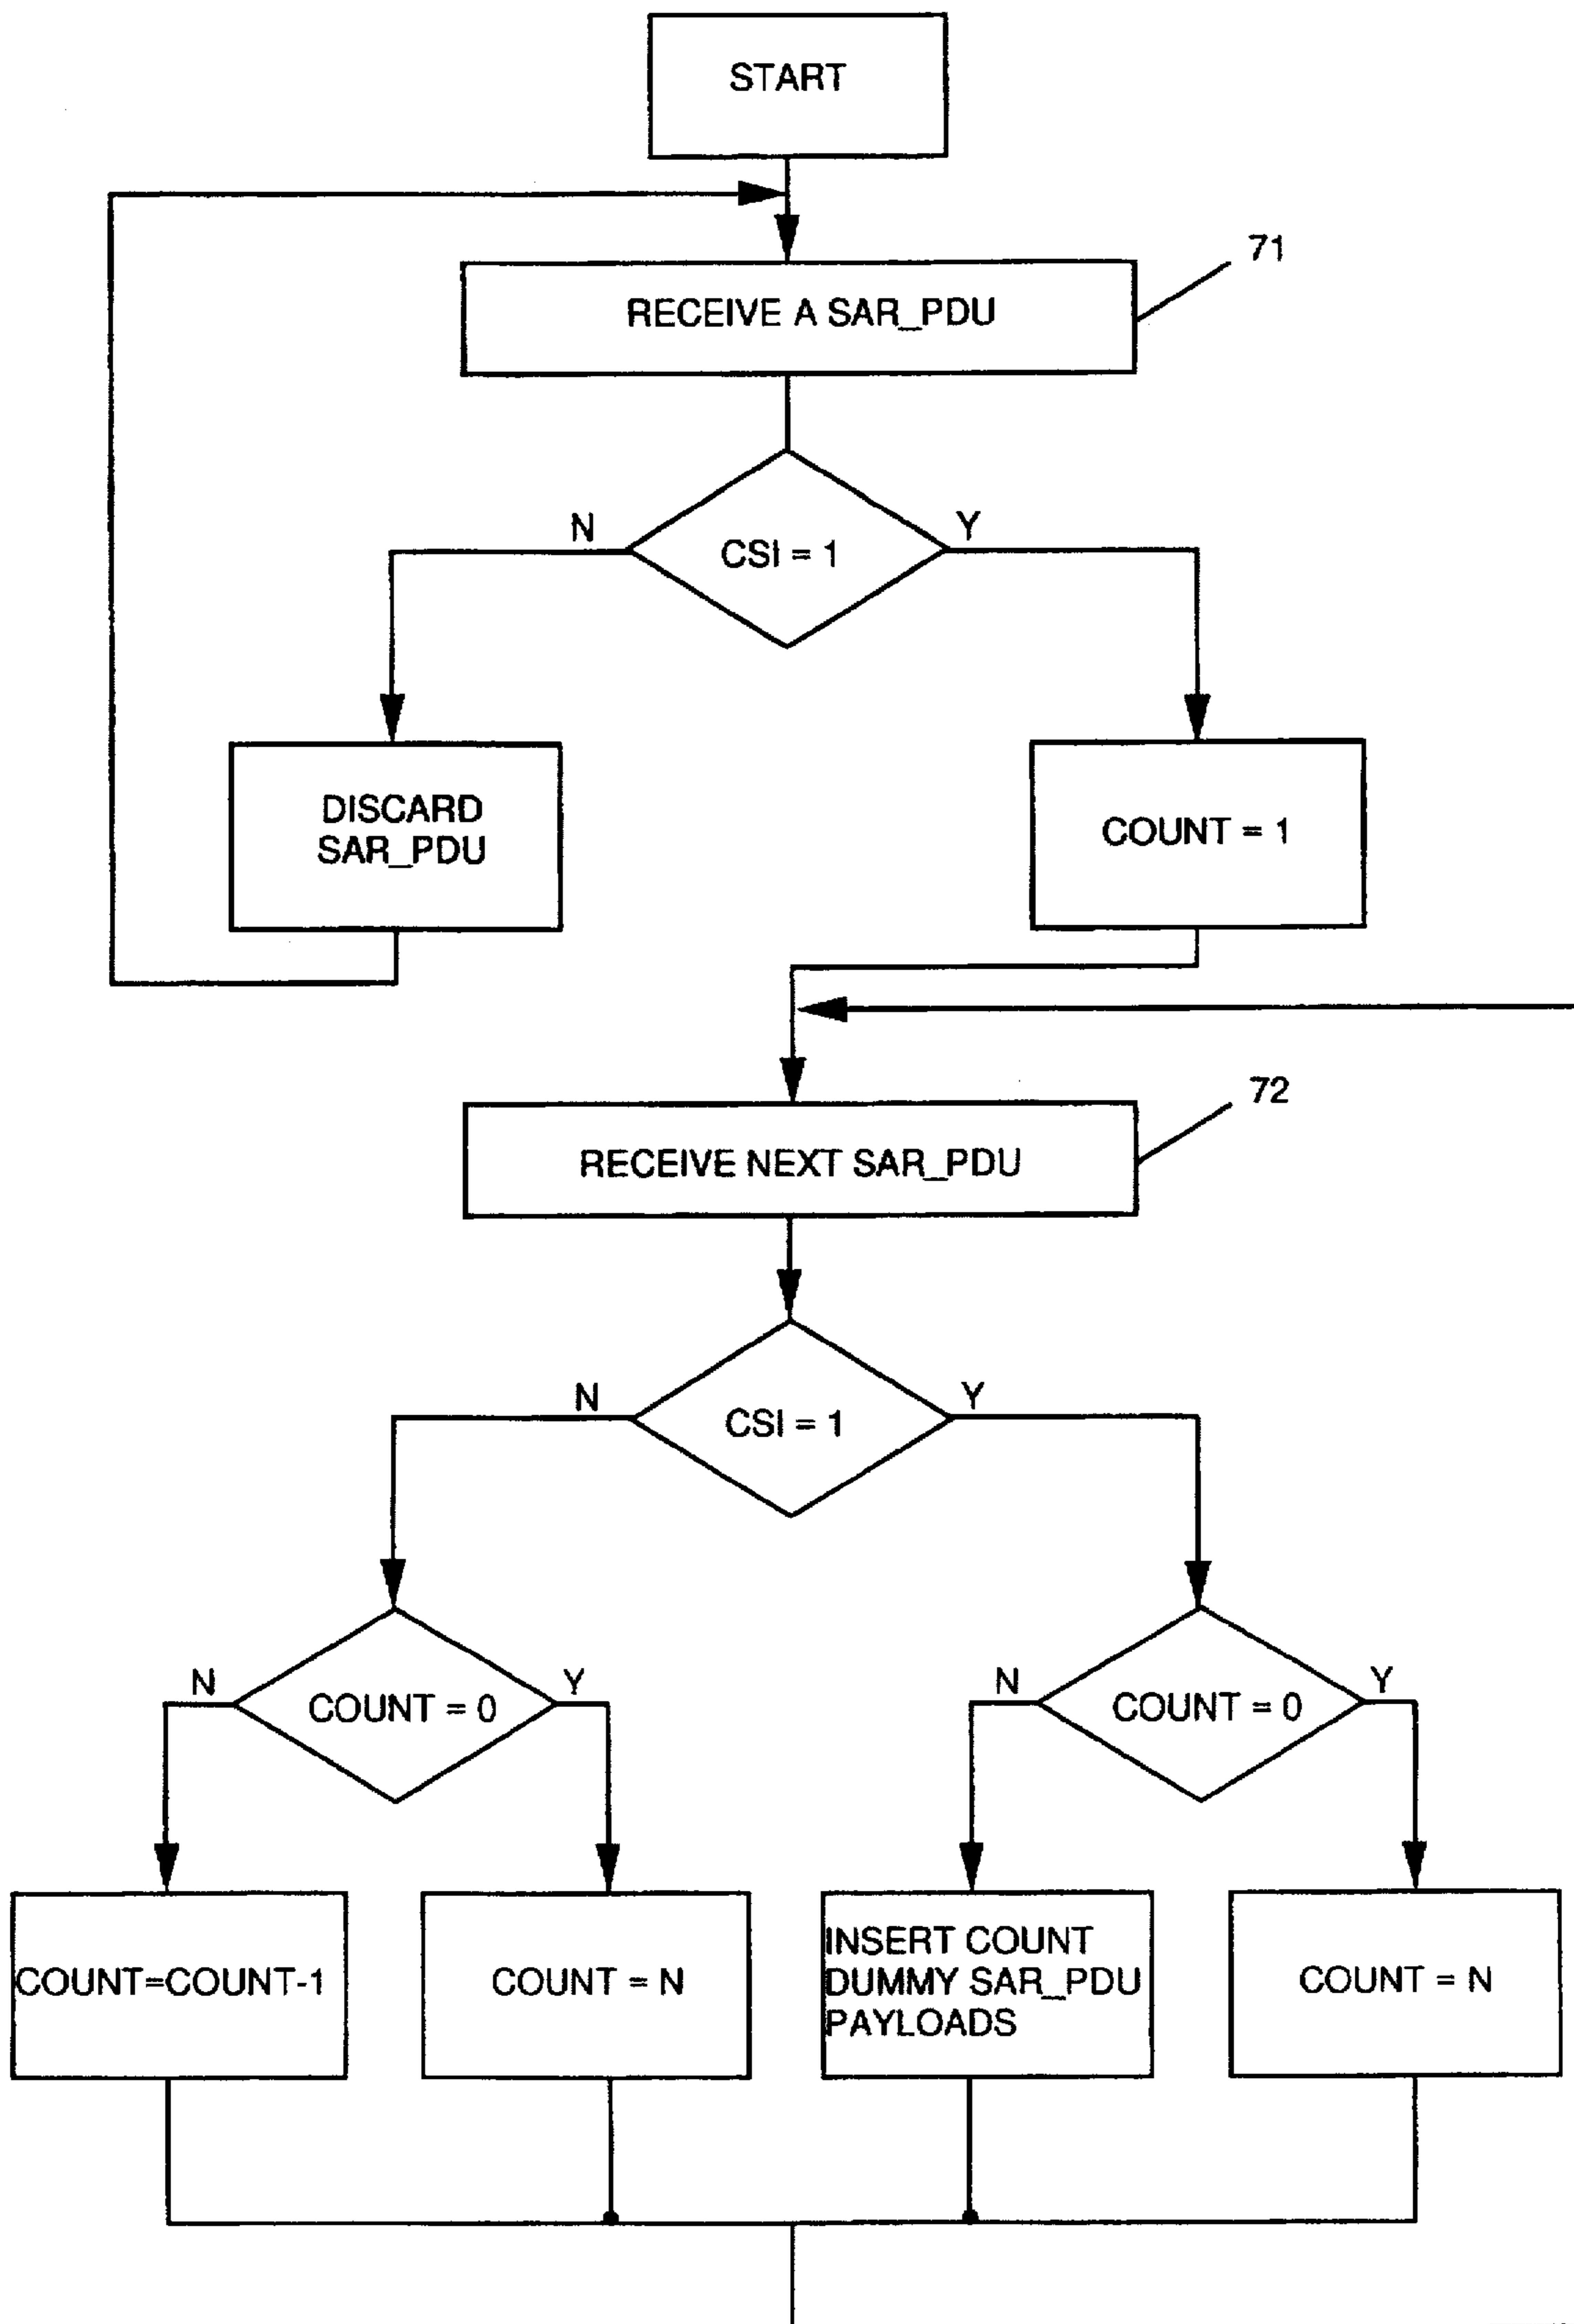 START
71
RECEIVE A SAR_PDU
N
Y
CSI = 1
DISCARD
SAR_PDU
COUNT = 1
72
RECEIVE NEXT SAR_PDU
N
Y
CSI = 1
N
Y
COUNT = 0
N
Y
COUNT = 0
COUNT=COUNT-1
COUNT = N
INSERT COUNT
DUMMY SAR_PDU
PAYLOADS
COUNT = N